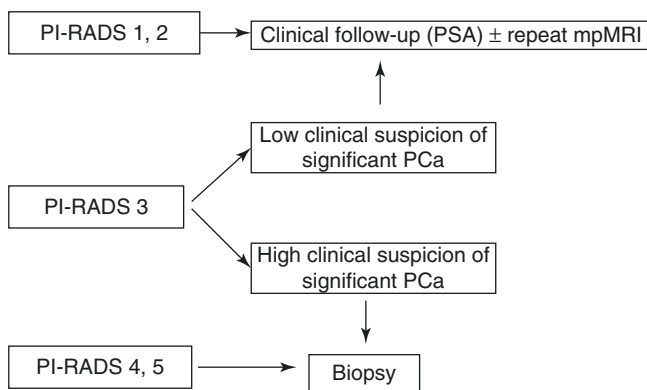 PI-RADS 1, 2
Clinical follow-up (PSA) ± repeat mpMRI
Low clinical suspicion of
significant PCa
PI-RADS 3
High clinical suspicion of
significant PCa
PI-RADS 4, 5
Biopsy